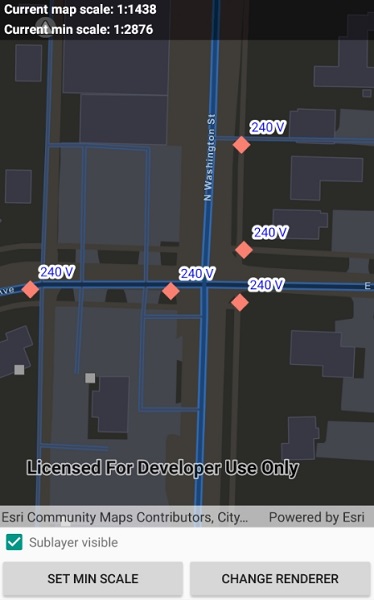 Current map scale: 1:1438
Current min scale: 1:2876
N Washington St
240 V
240 V
240 V
240 V
240 V
Ave
E
Licensed For Developer Use Only
Esri Community Maps Contributors, City... Powered by Esri
Sublayer visible
SET MIN SCALE CHANGE RENDERER